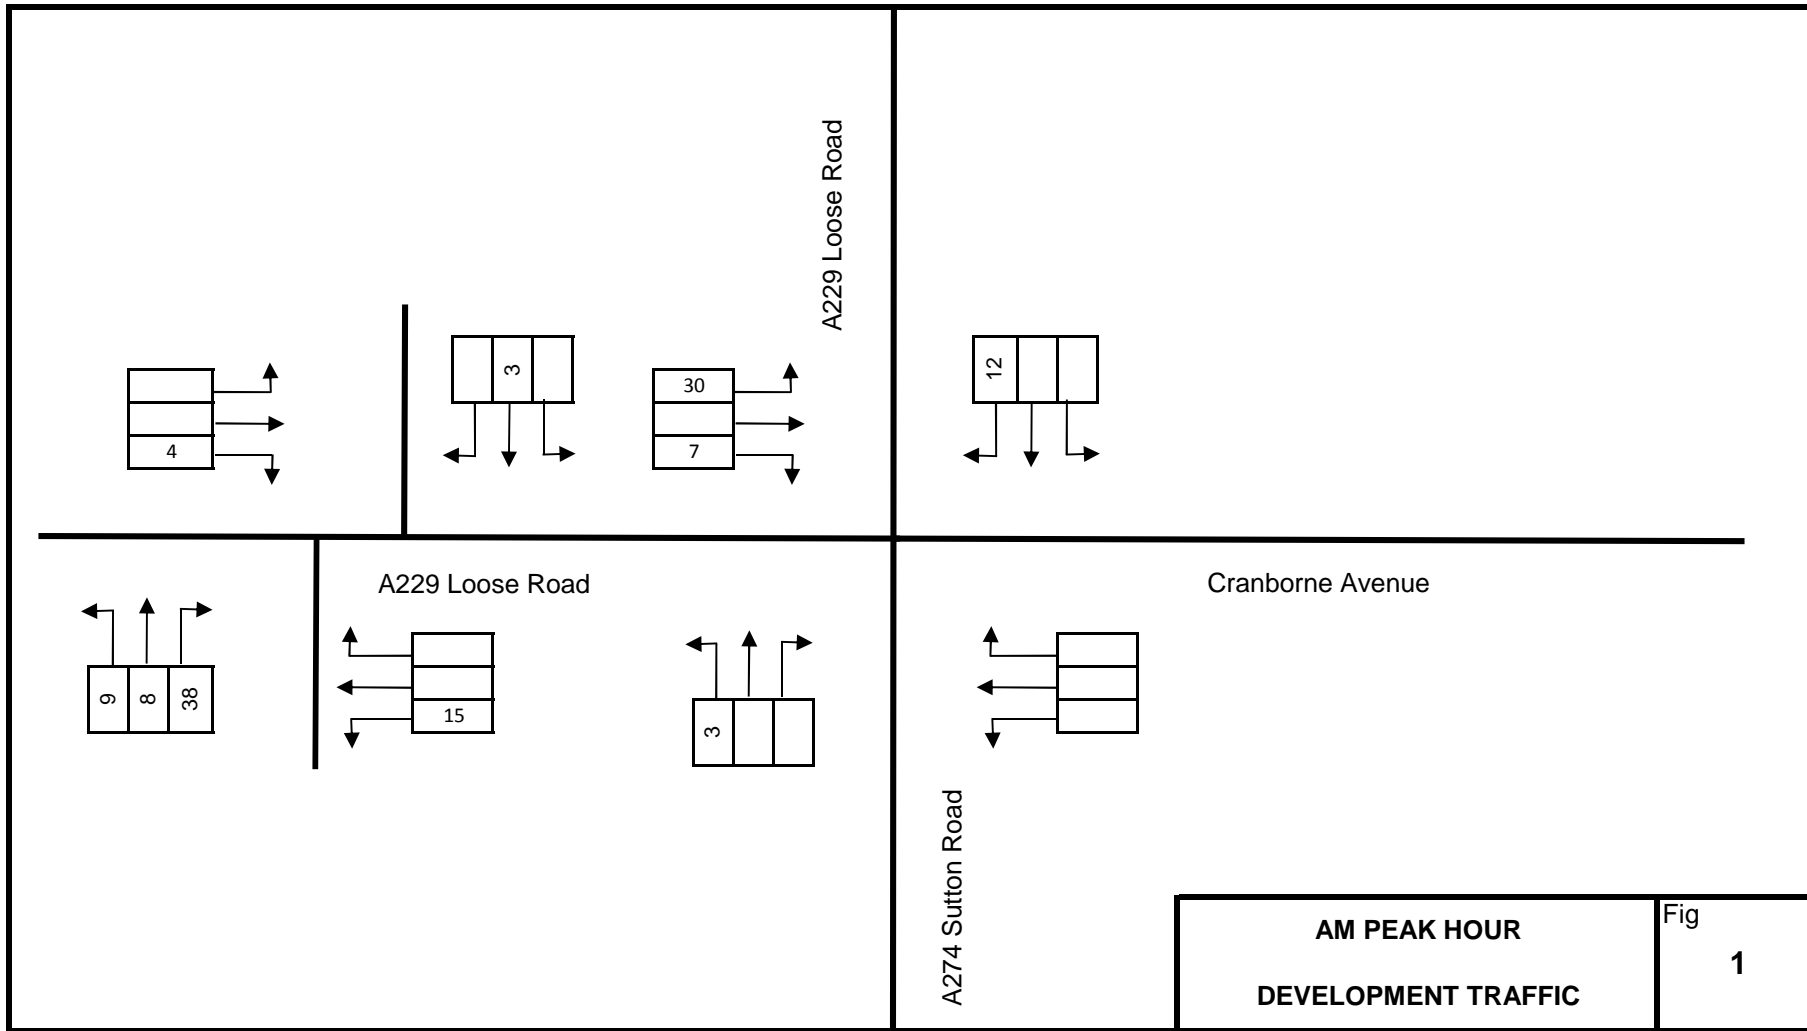 A229 Loose Road
3
12
30
4
7
A229 Loose Road
Cranborne Avenue
9
8
38
15
3
A274 Sutton Road
AM PEAK HOUR
DEVELOPMENT TRAFFIC
Fig
1